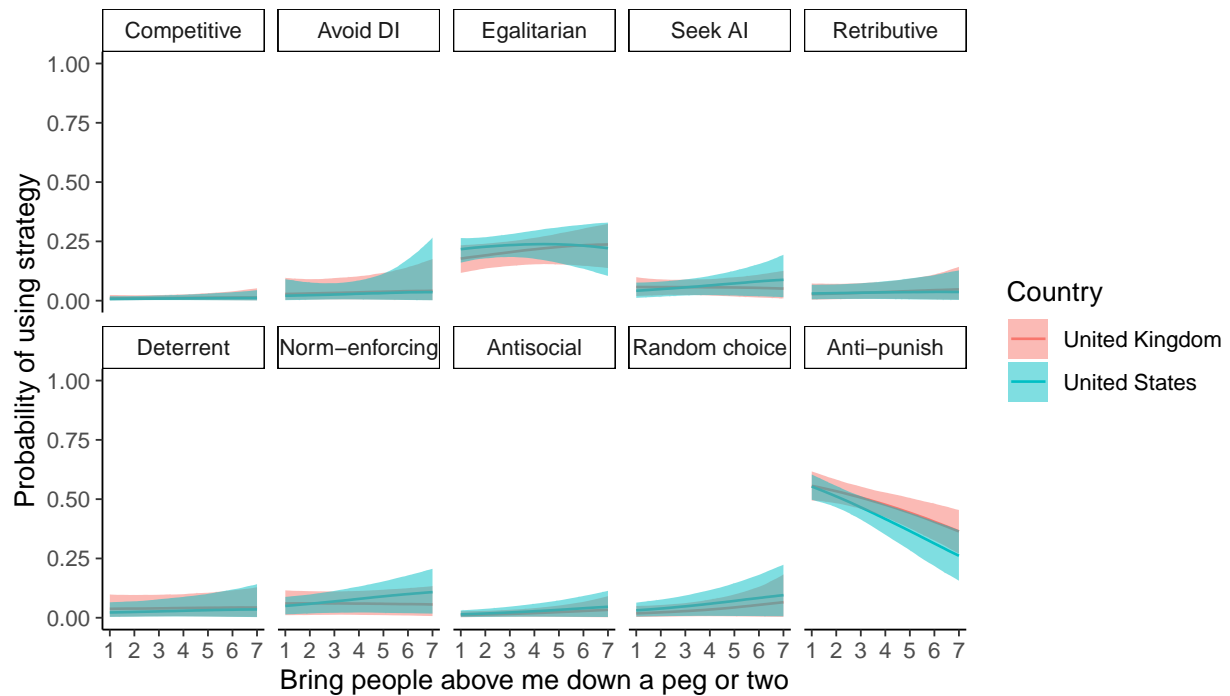 Competitive Avoid DI Egalitarian Seek AI Retributive
1.00
0.75
0.50
0.25
0.00
Deterrent Norm−enforcing Antisocial Random choice Anti−punish
1.00
0.75
0.50
0.25
0.00
1 2 3 4 5 6 7 1 2 3 4 5 6 7 1 2 3 4 5 6 7 1 2 3 4 5 6 7 1 2 3 4 5 6 7
Bring people above me down a peg or two
Probability of using strategy
Country
United Kingdom
United States